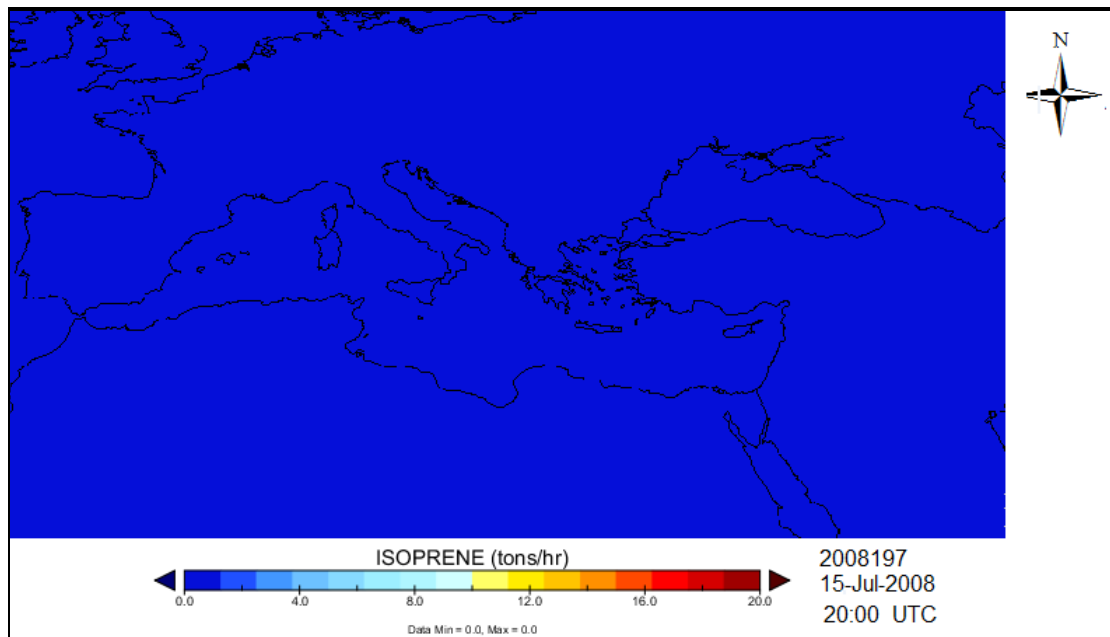 N
ISOPRENE (tons/hr)
0.0 4.0 8.0 12.0 16.0 20.0
Data Min = 0.0, Max = 0.0
2008197
15-Jul-2008
20:00 UTC